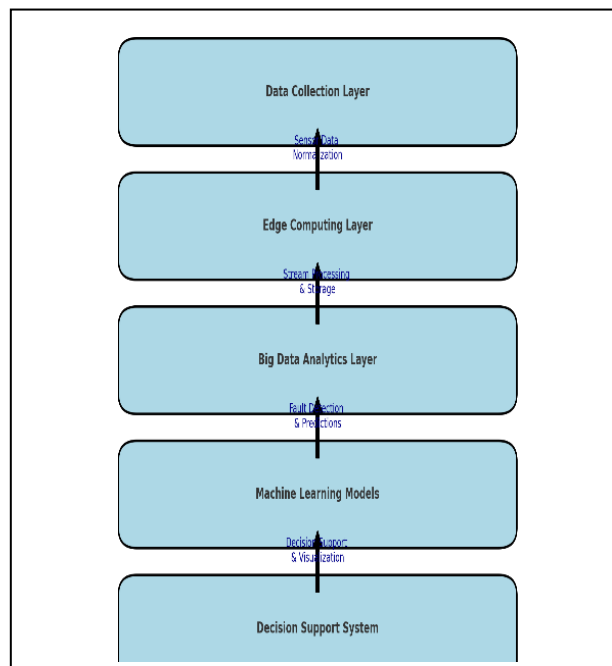 Data Collection Layer
Sensor Data
Normalization
Edge Computing Layer
Stream Processing
& Storage
Big Data Analytics Layer
Fault Detection
& Predictions
Machine Learning Models
Decision Support
& Visualization
Decision Support System